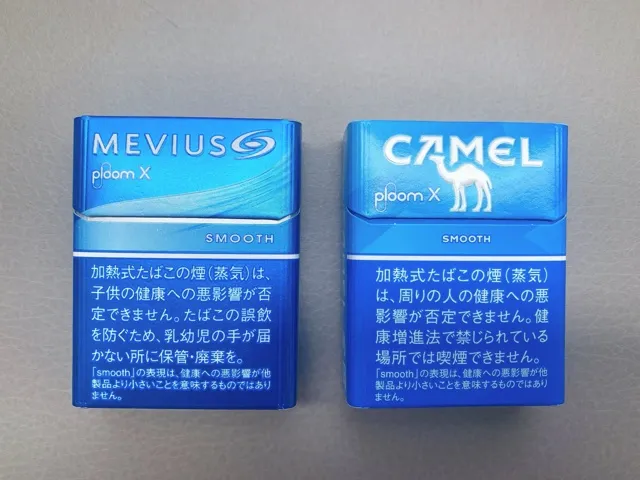 MEVIUS
ploom X
SMOOTH
加熱式たばこの煙（蒸気）は、
子供の健康への悪影響が否
定できません。たばこの誤飲
を防ぐため、乳幼児の手が届
かない所に保管・廃棄を。
「smooth」の表現は、健康への悪影響が他
製品より小さいことを意味するものではあり
ません。
CAMEL
ploom X
SMOOTH
加熱式たばこの煙（蒸気）
は、周りの人の健康への悪
影響が否定できません。健
康増進法で禁じられている
場所では喫煙できません。
「smooth」の表現は、健康への悪影響が他
製品より小さいことを意味するものではあり
ません。